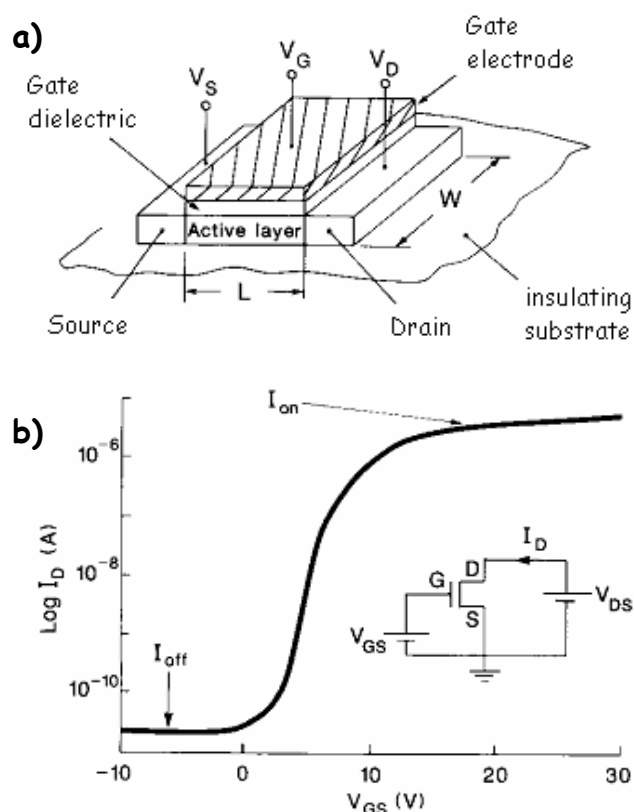 a)
V_S
V_G
V_D
Gate
electrode
Gate
dielectric
W
Active layer
L
Source
Drain
insulating
substrate
b)
I_on
10^-6
Log I_D (A)
10^-8
I_D
D
G
S
V_DS
V_GS
I_off
10^-10
-10
0
10
20
30
V_GS (V)